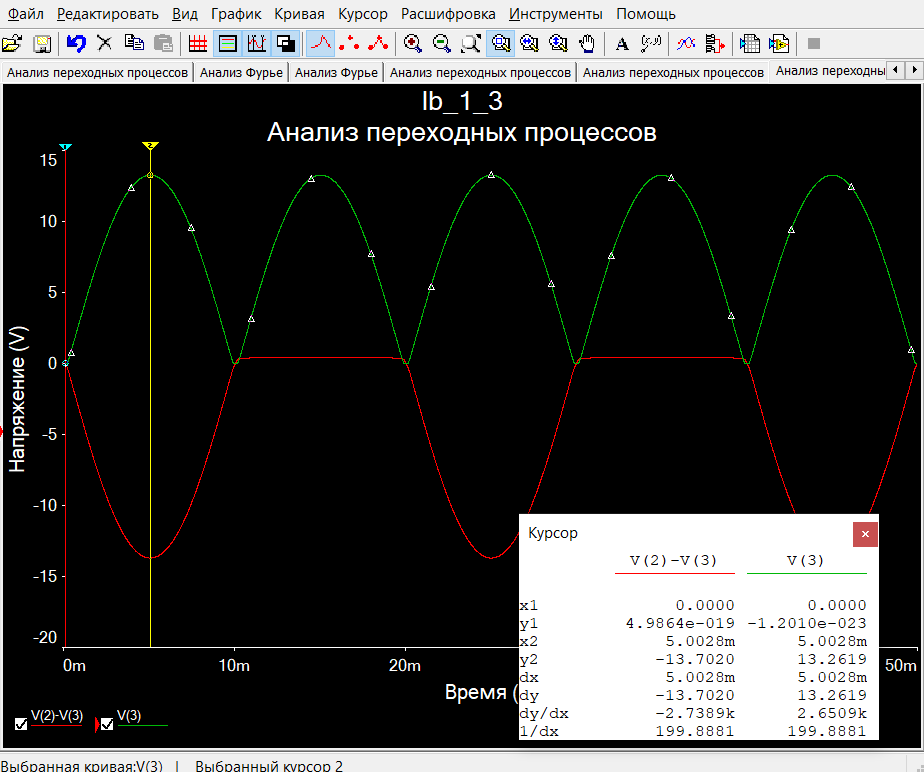 Файл Редактировать Вид График Кривая Курсор Расшифровка Инструменты Помощь
Анализ переходных процессов Анализ Фурье Анализ Фурье Анализ переходных процессов Анализ переходных процессов Анализ переходны
lb_1_3
Анализ переходных процессов
1 2
15
10
5
0
-5
-10
-15
-20
Напряжение (V)
0m 10m 20m 50m
Время (
V(2)-V(3) V(3)
Курсор
V(2)-V(3) V(3)
x1 0.0000 0.0000
y1 4.9864e-019 -1.2010e-023
x2 5.0028m 5.0028m
y2 -13.7020 13.2619
dx 5.0028m 5.0028m
dy -13.7020 13.2619
dy/dx -2.7389k 2.6509k
1/dx 199.8881 199.8881
Выбранная кривая:V(3) | Выбранный курсор 2